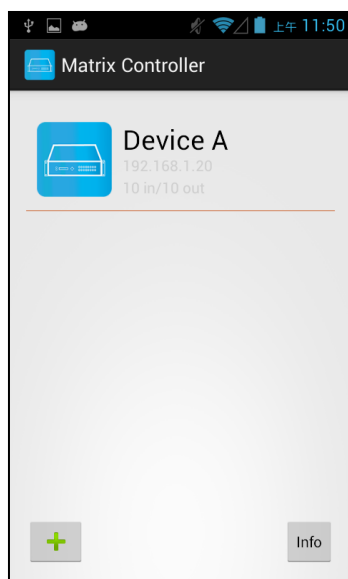 上午 11:50
Matrix Controller
Device A
192.168.1.20
10 in/10 out
Info